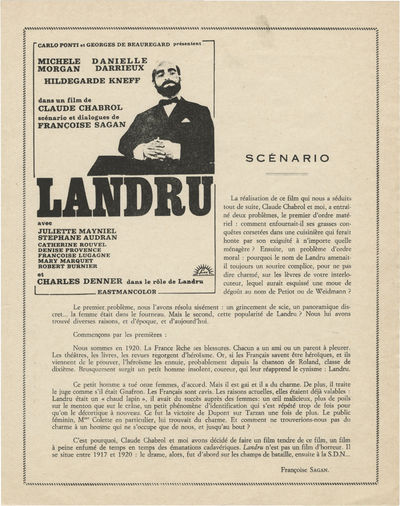 CARLO PONTI et GEORGES DE BEAUREGARD présentent
MICHELE DANIELLE
MORGAN DARRIEUX
HILDEGARDE KNEFF
dans un film de
CLAUDE CHABROL
scénario et dialogues de
FRANÇOISE SAGAN
LANDRU
avec
JULIETTE MAYNIEL
STEPHANE AUDRAN
CATHERINE ROUVEL
DENISE PROVENCE
FRANÇOISE LUGAGNE
MARY MARQUET
ROBERT BURNIER
et
CHARLES DENNER dans le rôle de Landru
EASTMANCOLOR
SCÉNARIO
La réalisation de ce film qui nous a séduits
tout de suite, Claude Chabrol et moi, a entraî-
né deux problèmes, le premier d'ordre maté-
riel : comment enfournait-il ses grasses con-
quêtes corsetées dans une cuisinière qui ferait
honte par son exiguité à n'importe quelle
ménagère ? Ensuite, un problème d'ordre
moral : pourquoi le nom de Landru amenait-
il toujours un sourire complice, pour ne pas
dire charmé, sur les lèvres de votre interlo-
cuteur, lequel aurait esquissé une moue de
dégoût au nom de Petiot ou de Weidmann ?
Le premier problème, nous l'avons résolu aisément : un grincement de scie, un panoramique dis-
cret... la femme était dans le fourneau. Mais le second, cette popularité de Landru ? Nous lui avons
trouvé diverses raisons, et d'époque, et d'aujourd'hui.
Commençons par les premières :
Nous sommes en 1920. La France lèche ses blessures. Chacun a un ami ou un parent à pleurer.
Les théâtres, les livres, les revues regorgent d'héroïsme. Or, si les Français savent être héroïques, et ils
viennent de le prouver, l'héroïsme les ennuie, probablement depuis la chanson de Roland, classe de
dixième. Brusquement surgit un petit homme insolent, coureur, qui leur réapprend le cynisme : Landru.
Ce petit homme a tué onze femmes, d'accord. Mais il est gai et il a du charme. De plus, il traite
le juge comme s'il était Gnafron. Les Français sont ravis. Les raisons actuelles, elles étaient déjà valables :
Landru était un « chaud lapin », il avait du succès auprès des femmes: un œil malicieux, plus de poils
sur le menton que sur le crâne, un petit phénomène d'identification qui s'est répété trop de fois pour
qu'on le décortique à nouveau. Ce fut la victoire de Dupont sur Tarzan une fois de plus. Le public
féminin, Mme Colette en particulier, lui trouvait du charme. Et comment ne trouverions-nous pas du
charme à un homme qui ne s'occupe que de nous, et jusqu'au bout ?
C'est pourquoi, Claude Chabrol et moi avons décidé de faire un film tendre de ce film, un film
à peine enfumé de temps en temps des émanations cadavériques. Landru n'est pas un film d'horreur. Il
se situe entre 1917 et 1920 : le drame, alors, fut d'abord sur les champs de bataille, ensuite à la S.D.N...
Françoise SAGAN.